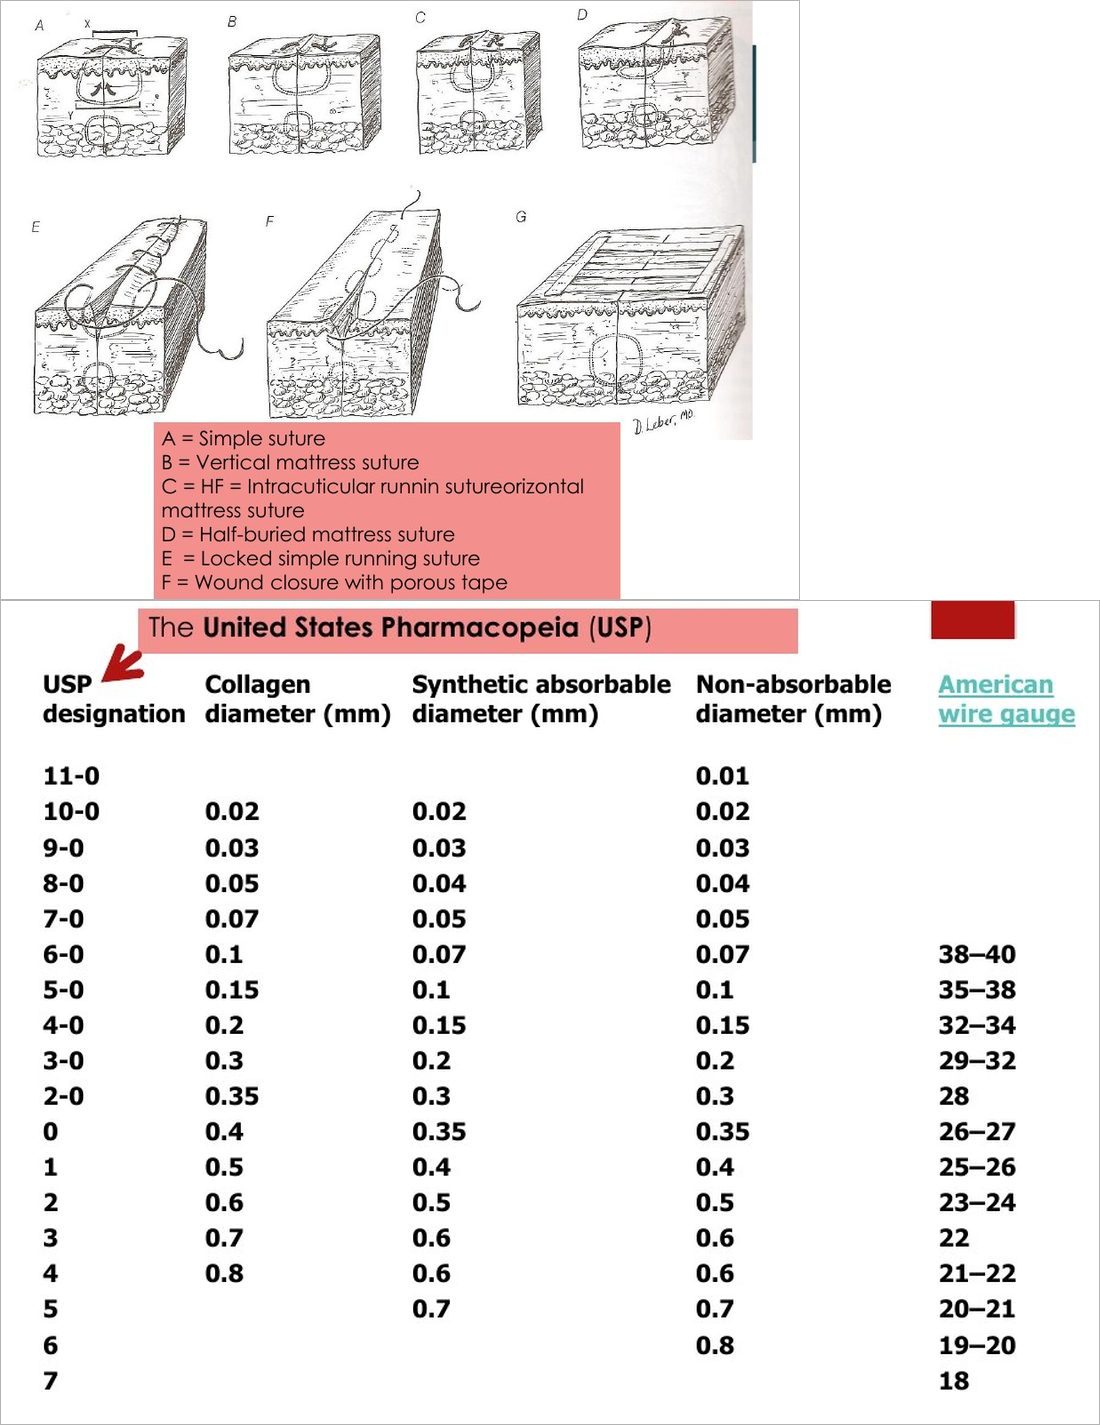 A X B C D
Y
E F G
D. Leber, MD.
A = Simple suture
B = Vertical mattress suture
C = HF = Intracuticular runnin sutureorizontal
mattress suture
D = Half-buried mattress suture
E = Locked simple running suture
F = Wound closure with porous tape
The United States Pharmacopeia (USP)
USP Collagen Synthetic absorbable Non-absorbable American
designation diameter (mm) diameter (mm) diameter (mm) wire gauge
11-0 0.01
10-0 0.02 0.02 0.02
9-0 0.03 0.03 0.03
8-0 0.05 0.04 0.04
7-0 0.07 0.05 0.05
6-0 0.1 0.07 0.07 38–40
5-0 0.15 0.1 0.1 35–38
4-0 0.2 0.15 0.15 32–34
3-0 0.3 0.2 0.2 29–32
2-0 0.35 0.3 0.3 28
0 0.4 0.35 0.35 26–27
1 0.5 0.4 0.4 25–26
2 0.6 0.5 0.5 23–24
3 0.7 0.6 0.6 22
4 0.8 0.6 0.6 21–22
5 0.7 0.7 20–21
6 0.8 19–20
7 18